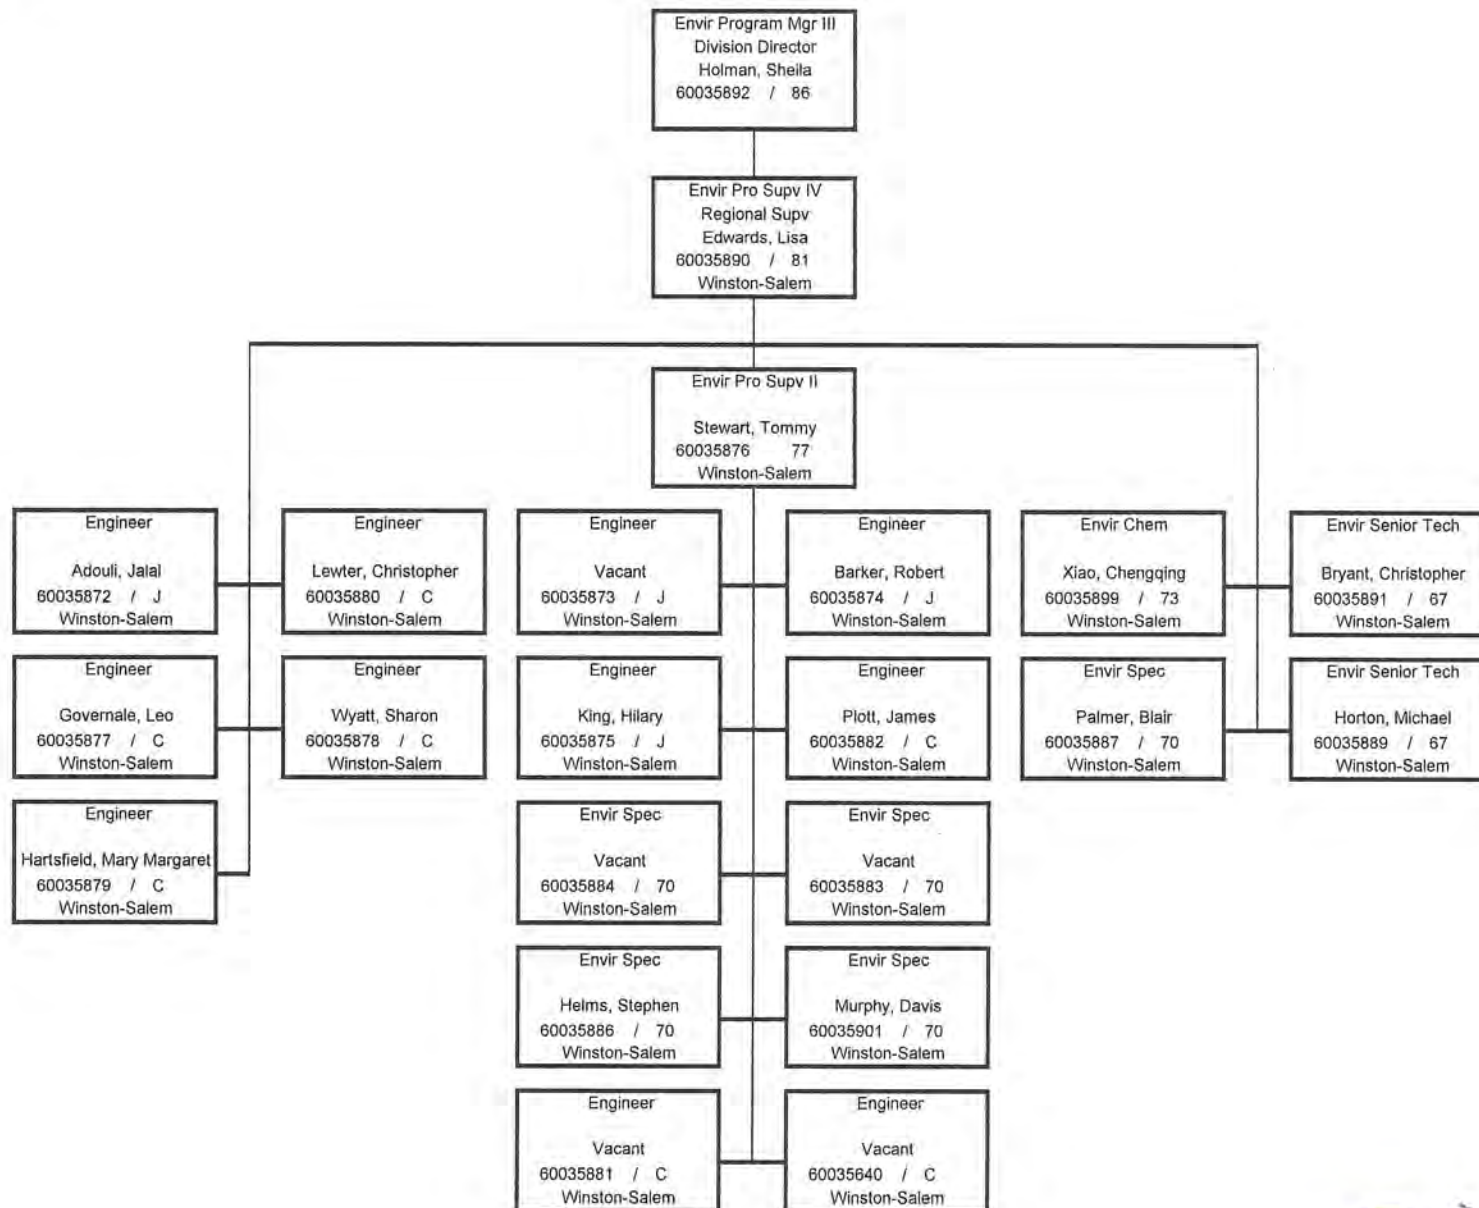 Envir Program Mgr III
Division Director
Holman, Sheila
60035892 / 86
Envir Pro Supv IV
Regional Supv
Edwards, Lisa
60035890 / 81
Winston-Salem
Envir Pro Supv II
Stewart, Tommy
60035876 77
Winston-Salem
Engineer
Adouli, Jalal
60035872 / J
Winston-Salem
Engineer
Lewter, Christopher
60035880 / C
Winston-Salem
Engineer
Vacant
60035873 / J
Winston-Salem
Engineer
Barker, Robert
60035874 / J
Winston-Salem
Envir Chem
Xiao, Chengqing
60035899 / 73
Winston-Salem
Envir Senior Tech
Bryant, Christopher
60035891 / 67
Winston-Salem
Engineer
Governale, Leo
60035877 / C
Winston-Salem
Engineer
Wyatt, Sharon
60035878 / C
Winston-Salem
Engineer
King, Hilary
60035875 / J
Winston-Salem
Engineer
Plott, James
60035882 / C
Winston-Salem
Envir Spec
Palmer, Blair
60035887 / 70
Winston-Salem
Envir Senior Tech
Horton, Michael
60035889 / 67
Winston-Salem
Engineer
Hartsfield, Mary Margaret
60035879 / C
Winston-Salem
Envir Spec
Vacant
60035884 / 70
Winston-Salem
Envir Spec
Vacant
60035883 / 70
Winston-Salem
Envir Spec
Helms, Stephen
60035886 / 70
Winston-Salem
Envir Spec
Murphy, Davis
60035901 / 70
Winston-Salem
Engineer
Vacant
60035881 / C
Winston-Salem
Engineer
Vacant
60035640 / C
Winston-Salem